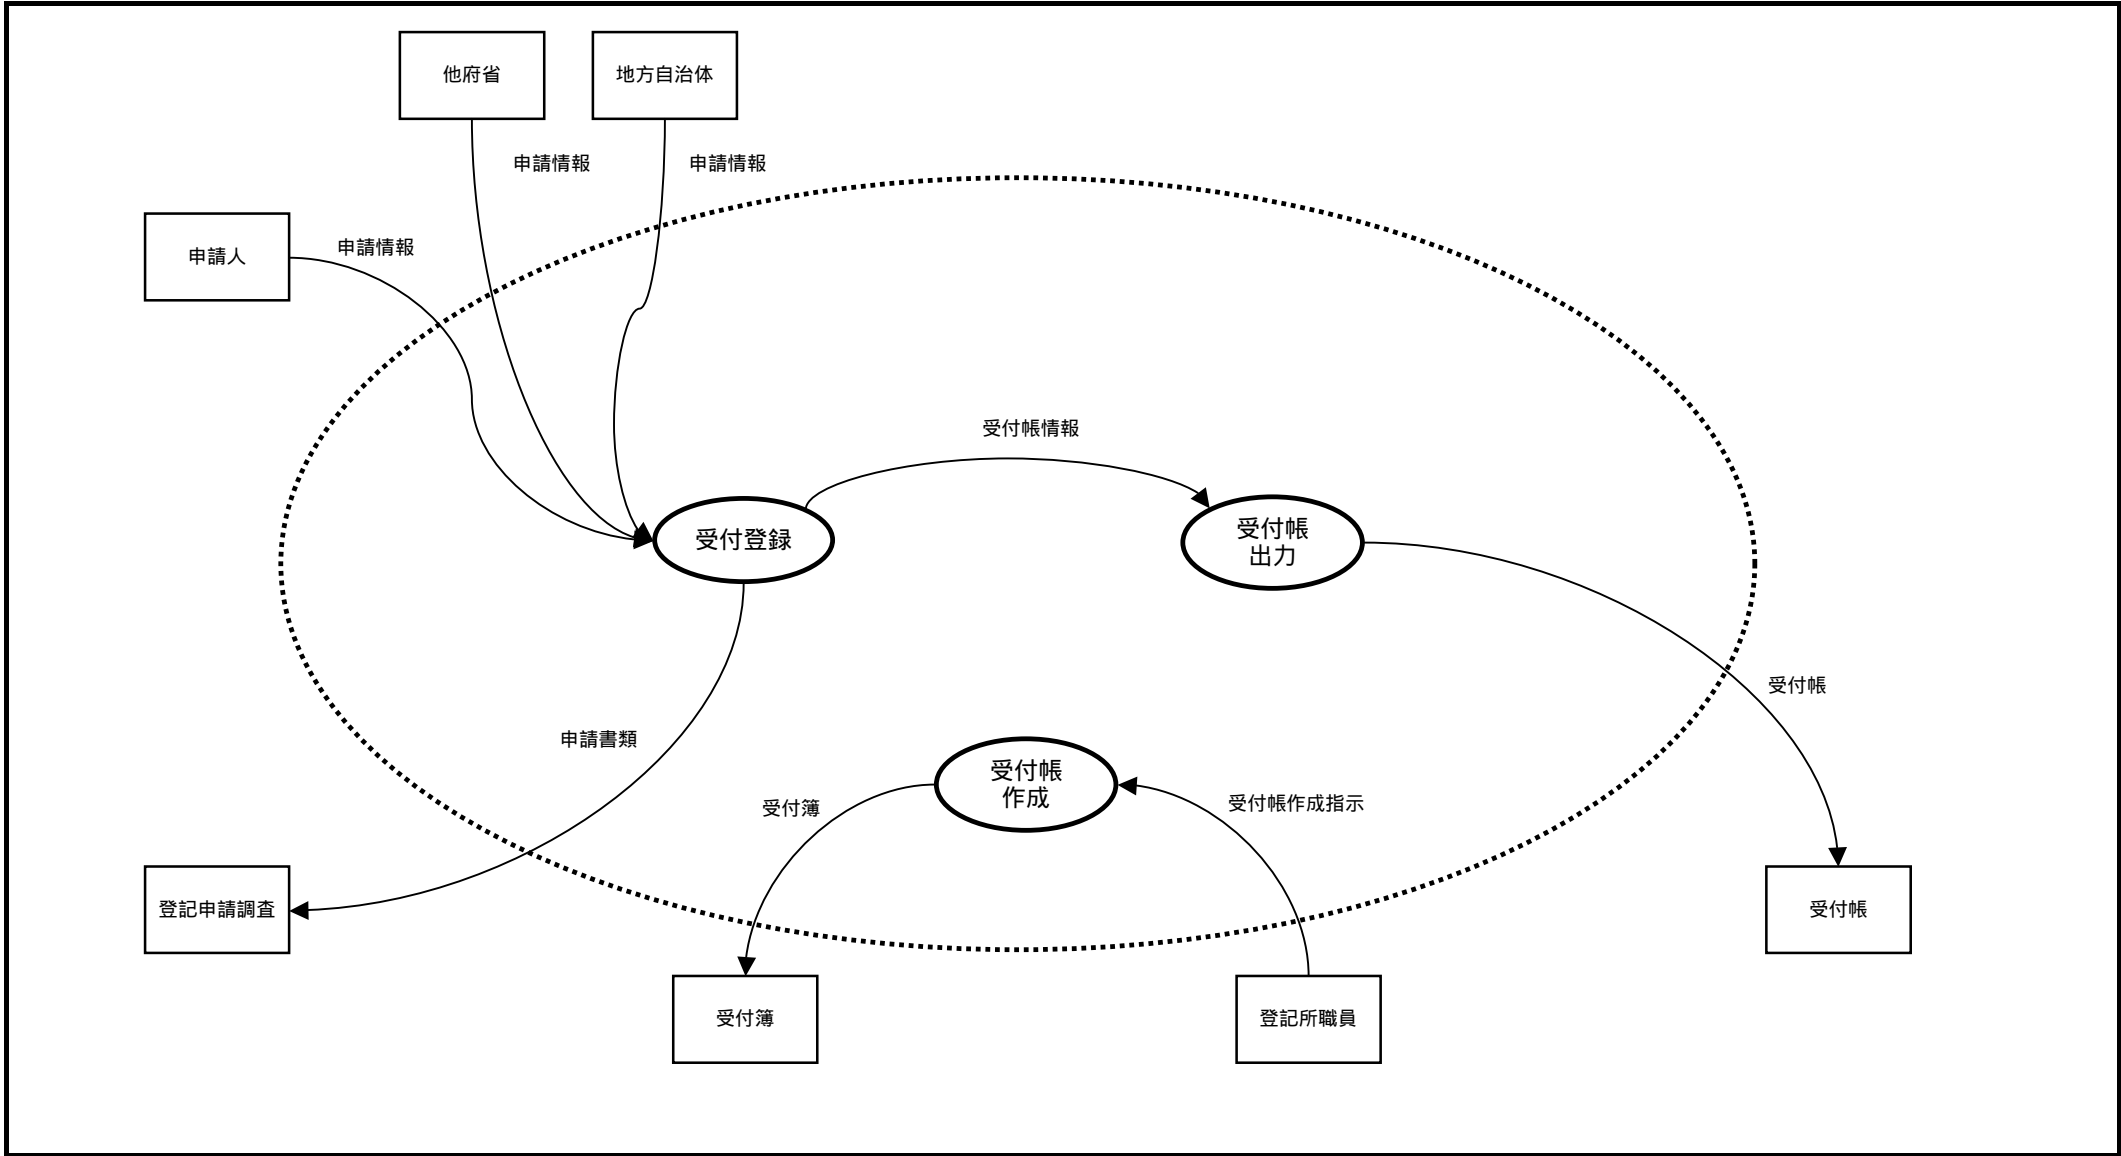 他府省
地方自治体
申請情報
申請情報
申請人
申請情報
受付帳情報
受付登録
受付帳
出力
受付帳
申請書類
受付帳
作成
受付簿
受付帳作成指示
登記申請調査
受付帳
受付簿
登記所職員